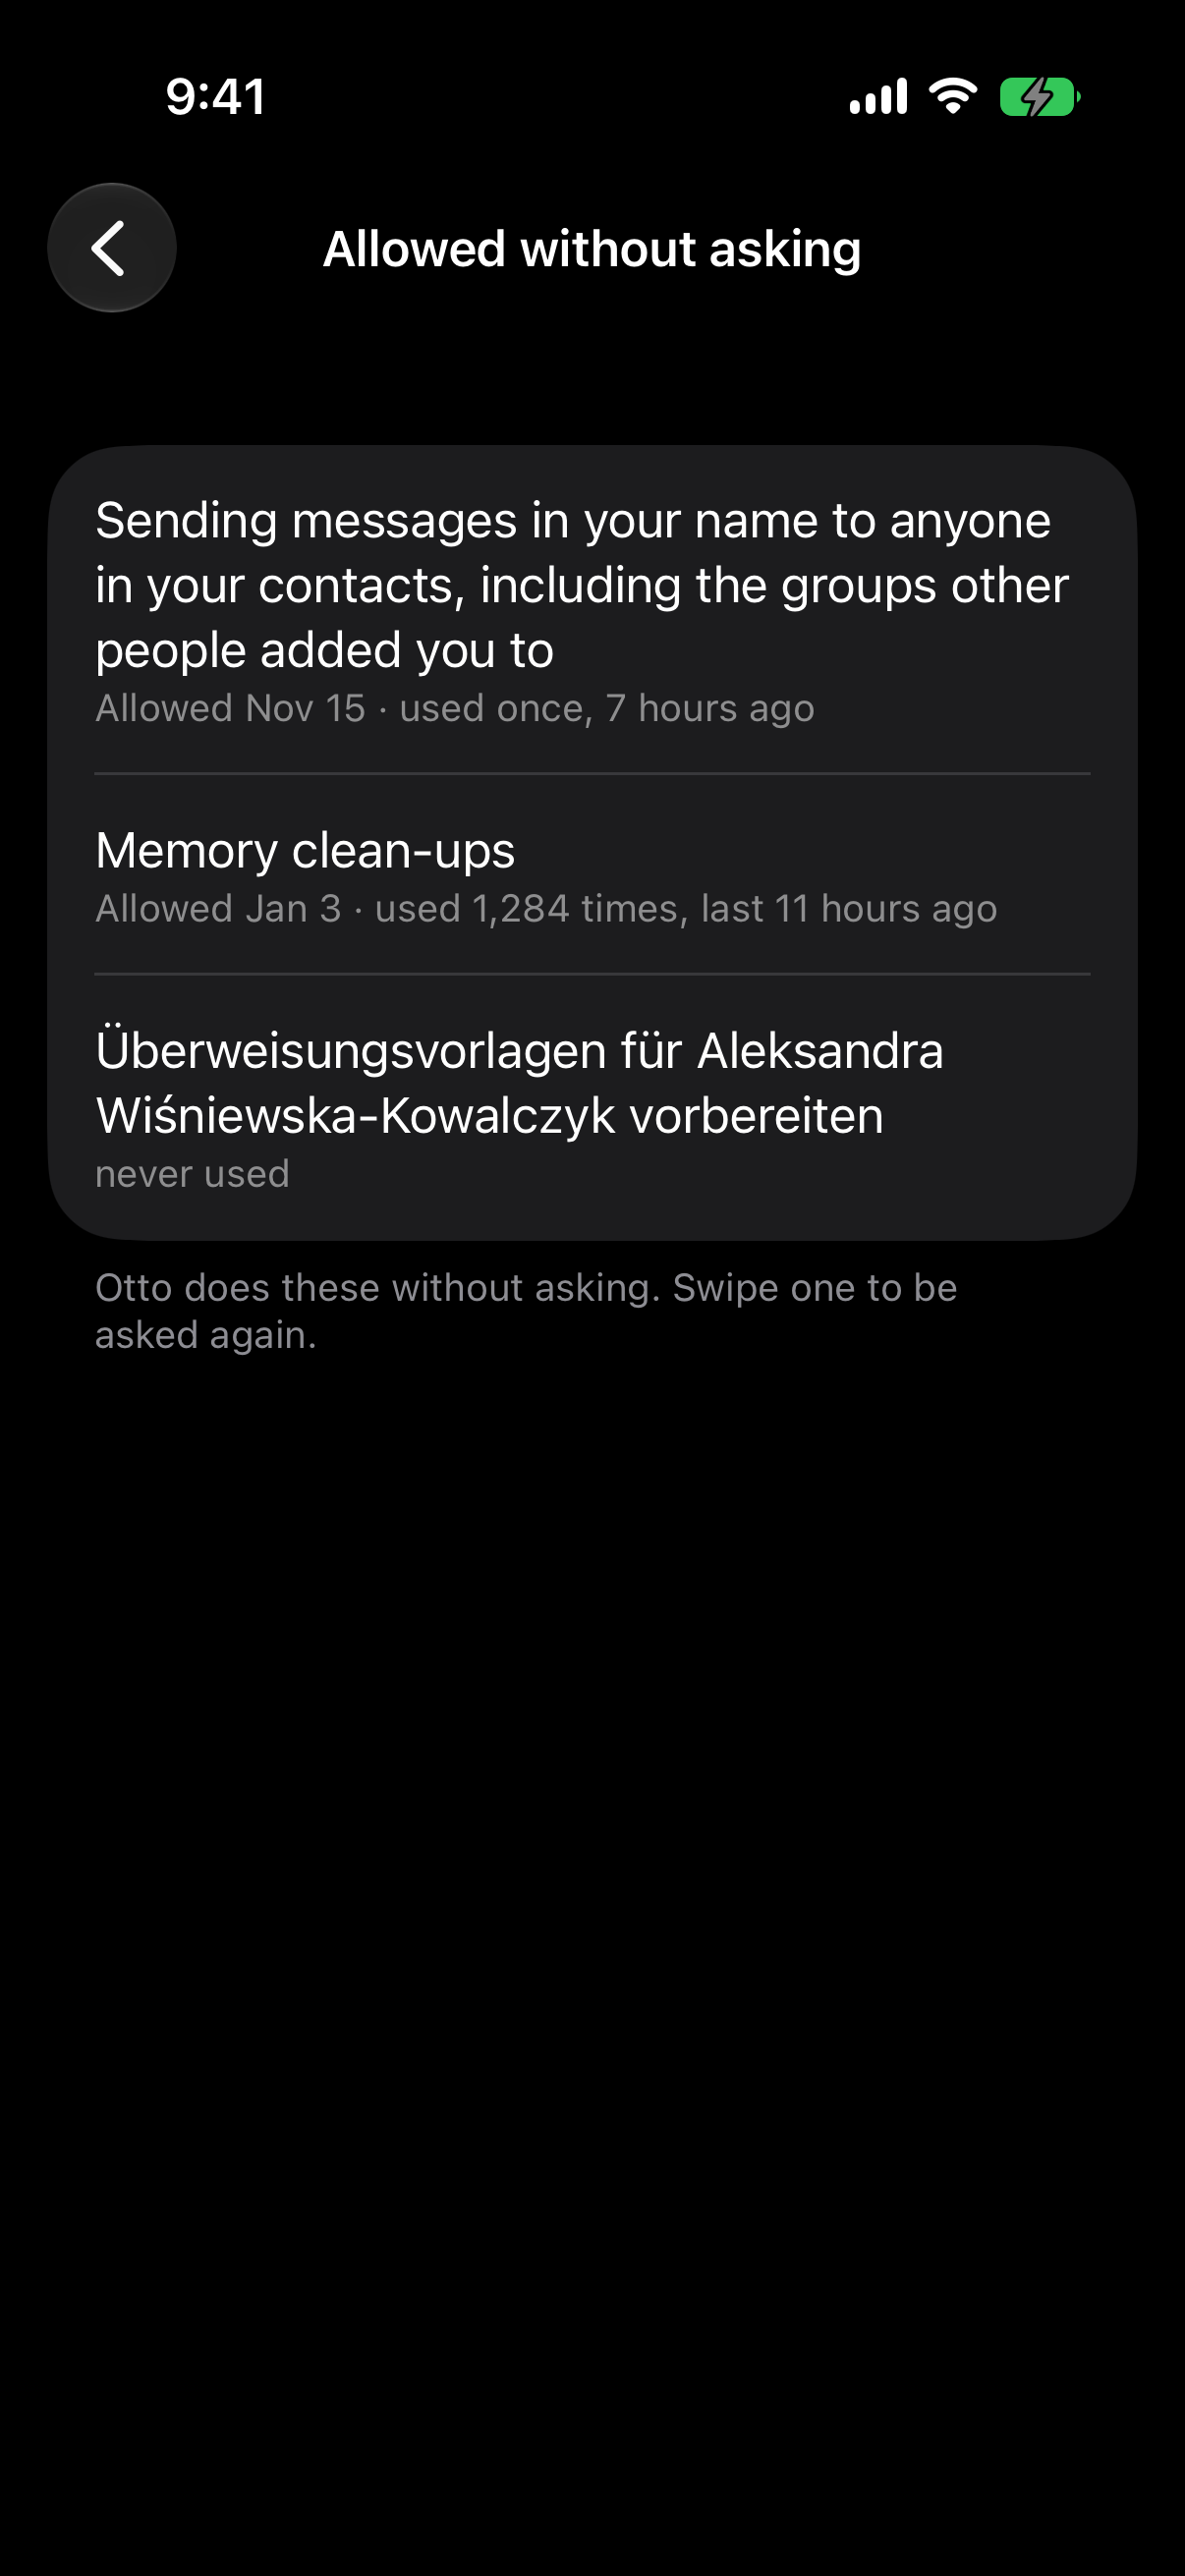 9:41
Allowed without asking
Sending messages in your name to anyone
in your contacts, including the groups other
people added you to
Allowed Nov 15 · used once, 7 hours ago
Memory clean-ups
Allowed Jan 3 · used 1,284 times, last 11 hours ago
Überweisungsvorlagen für Aleksandra
Wiśniewska-Kowalczyk vorbereiten
never used
Otto does these without asking. Swipe one to be
asked again.